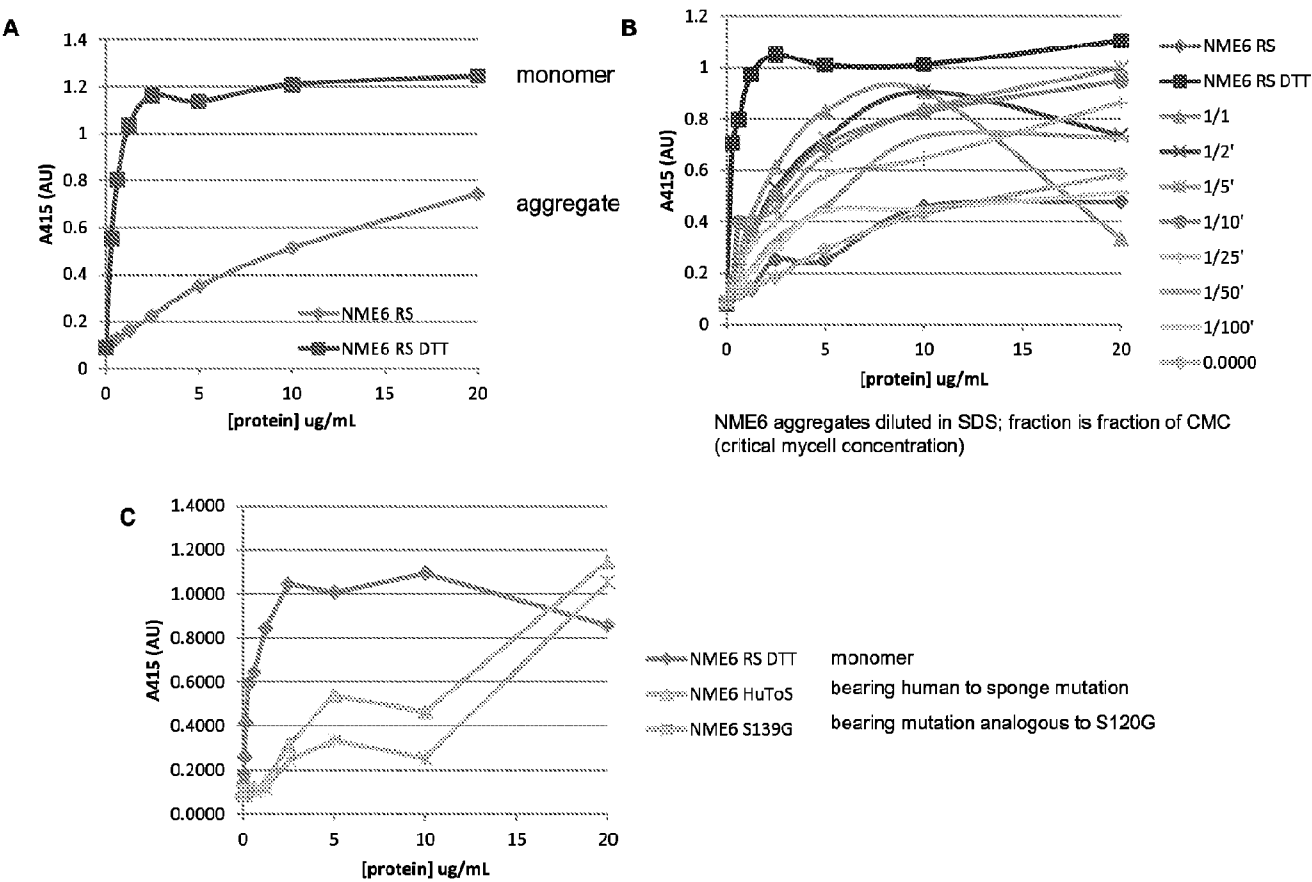 A
1.4
1.2
1
0.8
0.6
0.4
0.2
0
A415 (AU)
0 5 10 15 20
[protein] ug/mL
NME6 RS
NME6 RS DTT
monomer
aggregate
B
1.2
1
0.8
0.6
0.4
0.2
0
A415 (AU)
0 5 10 15 20
[protein] ug/mL
NME6 RS
NME6 RS DTT
1/1
1/2'
1/5'
1/10'
1/25'
1/50'
1/100'
0.0000
NME6 aggregates diluted in SDS; fraction is fraction of CMC
(critical mycell concentration)
C
1.4000
1.2000
1.0000
0.8000
0.6000
0.4000
0.2000
0.0000
A415 (AU)
0 5 10 15 20
[protein] ug/mL
NME6 RS DTT monomer
NME6 HuToS bearing human to sponge mutation
NME6 S139G bearing mutation analogous to S120G